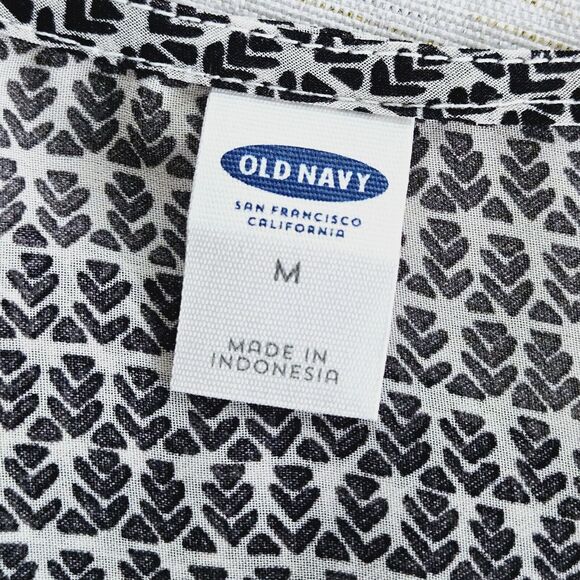 OLD NAVY
SAN FRANCISCO
CALIFORNIA
M
MADE IN
INDONESIA